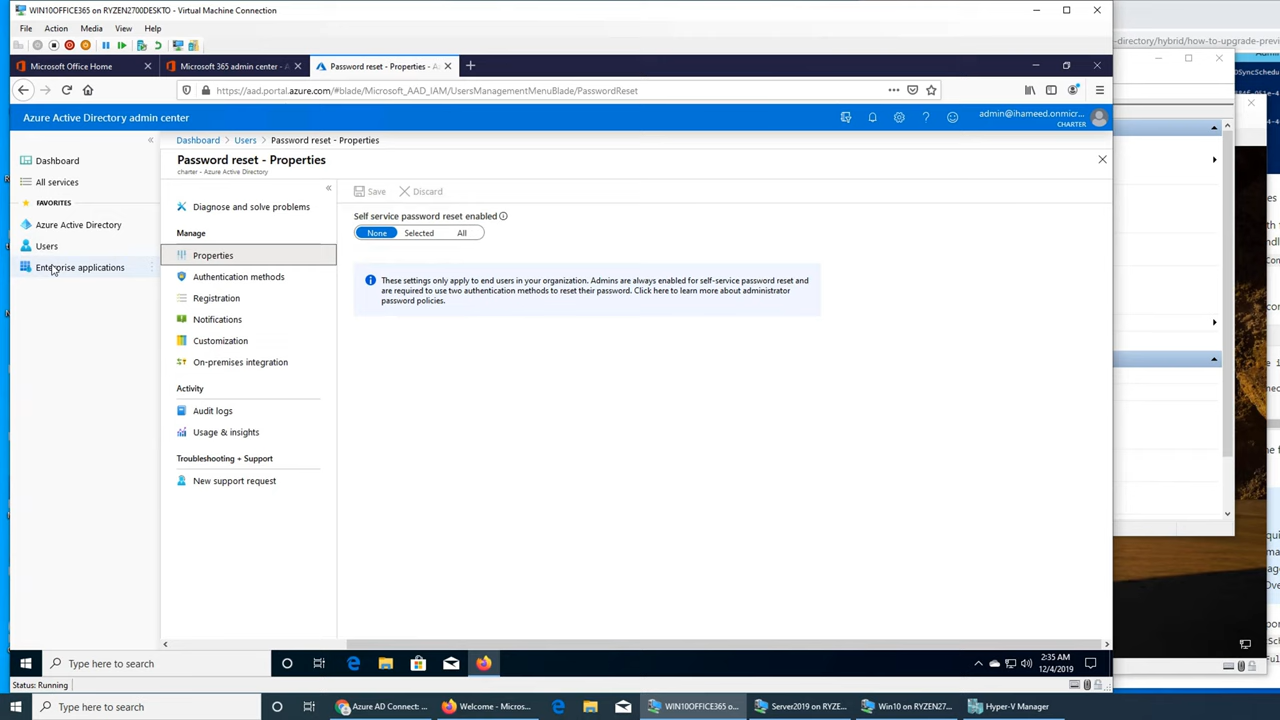 WIN10OFFICE365 on RYZEN2700DESKTO - Virtual Machine Connection
File Action Media View Help
Microsoft Office Home
Microsoft 365 admin center -
Password reset - Properties -
directory/hybrid/how-to-upgrade-previ
https://aad.portal.azure.com/#blade/Microsoft_AAD_IAM/UsersManagementMenuBlade/PasswordReset
Azure Active Directory admin center
admin@ihameed.onmicr...
CHARTER
Dashboard
All services
FAVORITES
Azure Active Directory
Users
Enterprise applications
Dashboard Users Password reset - Properties
Password reset - Properties
charter - Azure Active Directory
Diagnose and solve problems
Manage
Properties
Authentication methods
Registration
Notifications
Customization
On-premises integration
Activity
Audit logs
Usage & insights
Troubleshooting + Support
New support request
Save Discard
Self service password reset enabled
None Selected All
These settings only apply to end users in your organization. Admins are always enabled for self-service password reset and
are required to use two authentication methods to reset their password. Click here to learn more about administrator
password policies.
Type here to search
2:35 AM
12/4/2019
Status: Running
Type here to search
Azure AD Connect: ...
Welcome - Micros...
WIN10OFFICE365 o...
Server2019 on RYZE...
Win10 on RYZEN27...
Hyper-V Manager